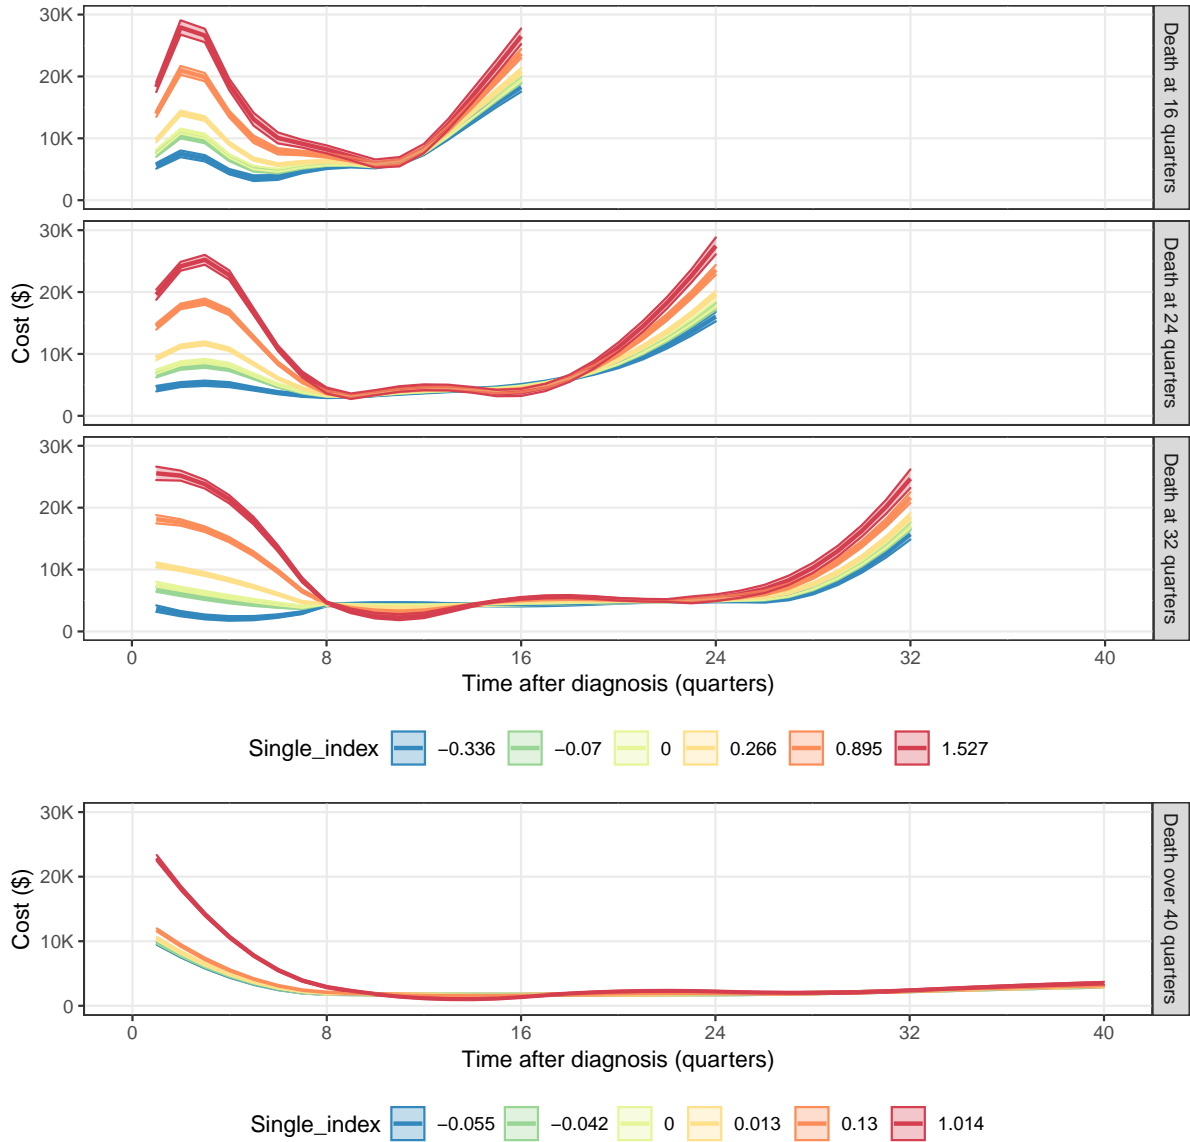 30K
20K
10K
0
Death at 16 quarters
30K
20K
10K
0
Cost ($)
Death at 24 quarters
30K
20K
10K
0
Death at 32 quarters
0 8 16 24 32 40
Time after diagnosis (quarters)
Single_index −0.336 −0.07 0 0.266 0.895 1.527
30K
20K
10K
0
Cost ($)
Death over 40 quarters
0 8 16 24 32 40
Time after diagnosis (quarters)
Single_index −0.055 −0.042 0 0.013 0.13 1.014